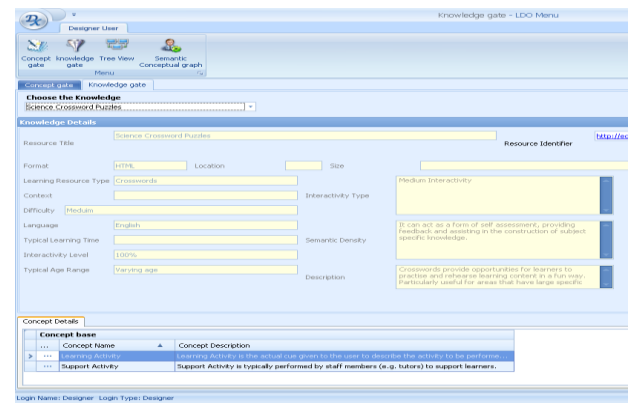 Knowledge gate - LDO Menu
Designer User
Concept gate
knowledge gate
Tree View
Semantic Conceptual graph
Menu
Concept gate Knowledge gate
Choose the Knowledge
Science Crossword Puzzles
Knowledge Details
Resource Title Science Crossword Puzzles Resource Identifier http://ec
Format HTML Location Size
Learning Resource Type Crosswords Interactivity Type Medium Interactivity
Context
Difficulty Meduim
Language English
Typical Learning Time Semantic Density
It can act as a form of self assessment, providing
feedback and assisting in the construction of subject
specific knowledge.
Interactivity Level 100%
Typical Age Range Varying age Description
Crosswords provide opportunities for learners to
practise and rehearse learning content in a fun way.
Particularly useful for areas that have large specific
Concept Details
Concept base
... Concept Name Concept Description
... Learning Activity Learning Activity is the actual cue given to the user to describe the activity to be performe...
... Support Activity Support Activity is typically performed by staff members (e.g. tutors) to support learners.
Login Name: Designer Login Type: Designer